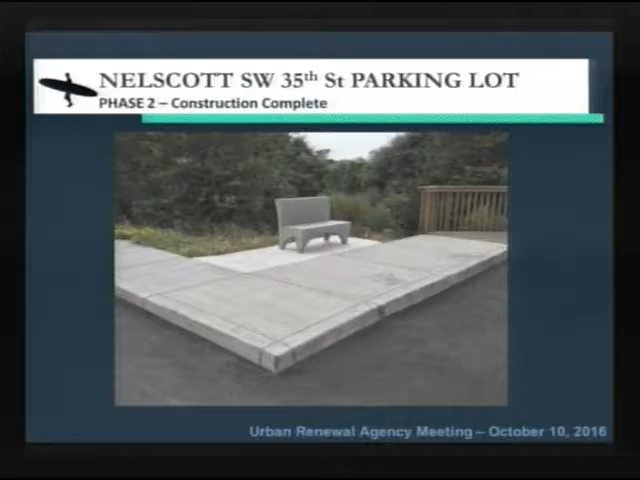 NELSCOTT SW 35th St PARKING LOT
PHASE 2 – Construction Complete
Urban Renewal Agency Meeting – October 10, 2016